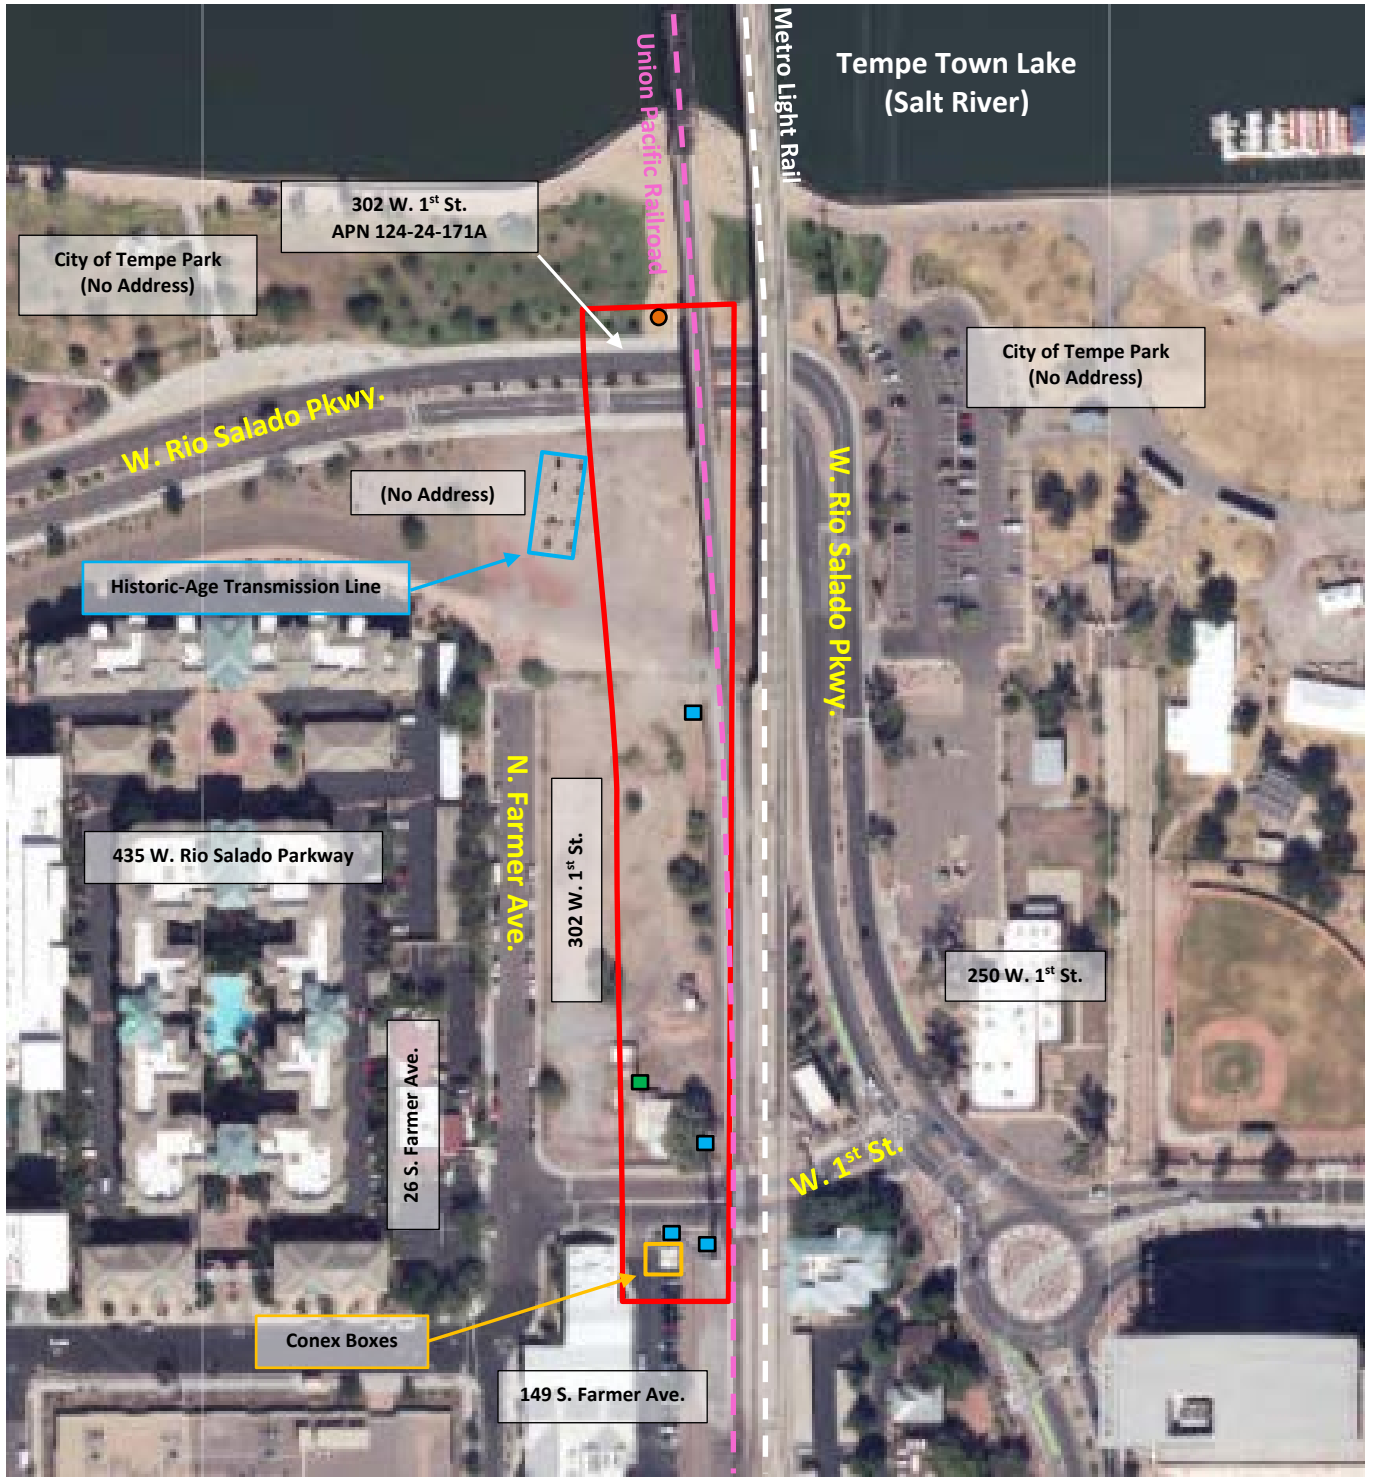 Tempe Town Lake
(Salt River)
Union Pacific Railroad
Metro Light Rail
302 W. 1st St.
APN 124-24-171A
City of Tempe Park
(No Address)
City of Tempe Park
(No Address)
W. Rio Salado Pkwy.
(No Address)
W. Rio Salado Pkwy.
Historic-Age Transmission Line
N. Farmer Ave.
302 W. 1st St.
435 W. Rio Salado Parkway
250 W. 1st St.
26 S. Farmer Ave.
W. 1st St.
Conex Boxes
149 S. Farmer Ave.